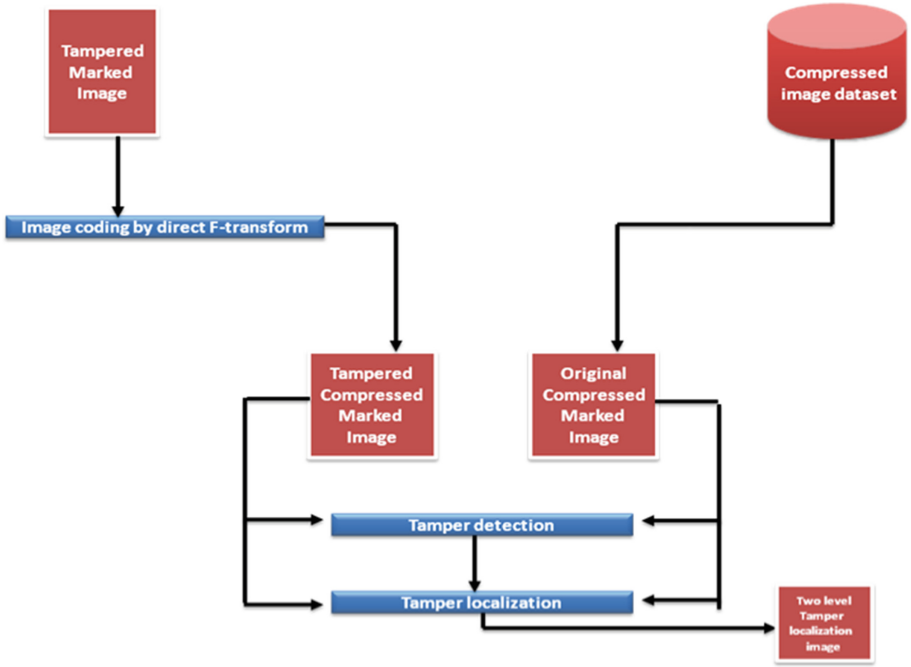 Tampered
Marked
Image
Compressed
image dataset
Image coding by direct F-transform
Tampered
Compressed
Marked
Image
Original
Compressed
Marked
Image
Tamper detection
Tamper localization
Two level
Tamper
localization
image